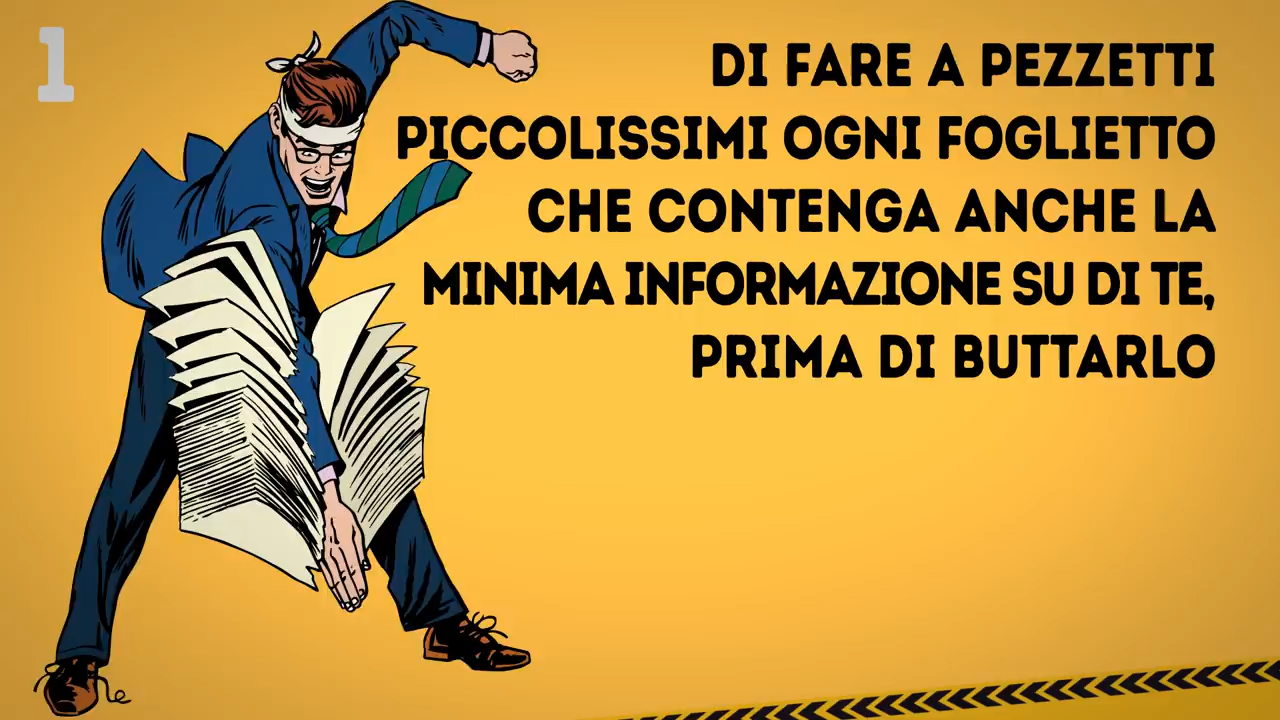 1
DI FARE A PEZZETTI
PICCOLISSIMI OGNI FOGLIETTO
CHE CONTENGA ANCHE LA
MINIMA INFORMAZIONE SU DI TE,
PRIMA DI BUTTARLO